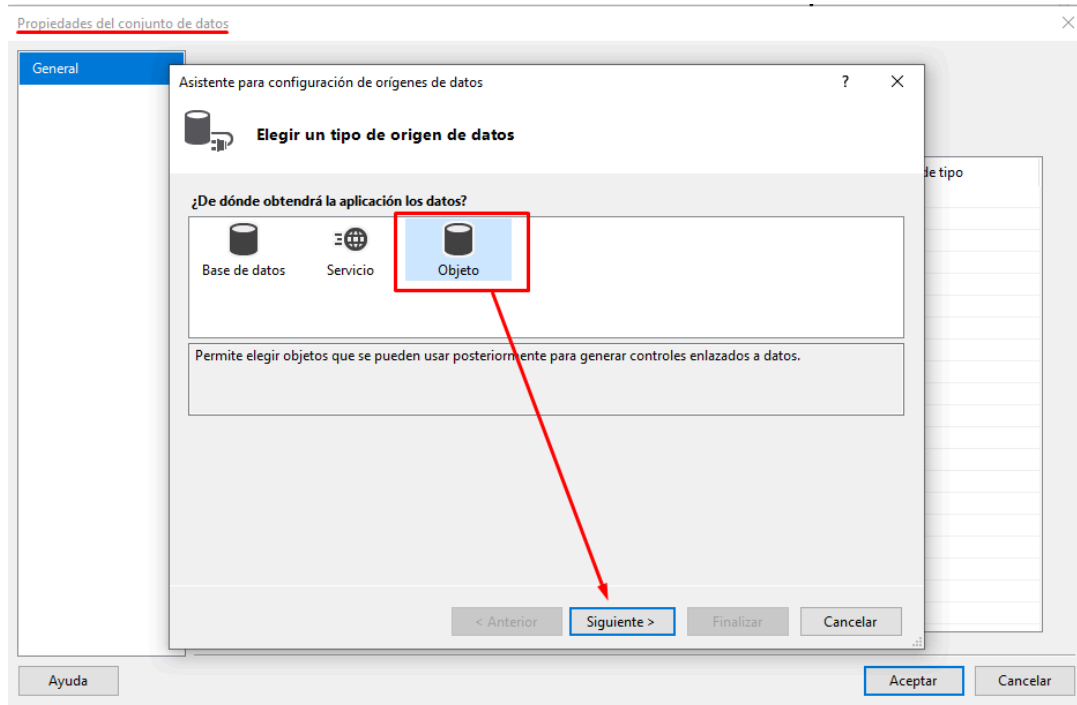 Propiedades del conjunto de datos
General
Asistente para configuración de orígenes de datos
?
Elegir un tipo de origen de datos
de tipo
¿De dónde obtendrá la aplicación los datos?
Base de datos
Servicio
Objeto
Permite elegir objetos que se pueden usar posteriormente para generar controles enlazados a datos.
< Anterior
Siguiente >
Finalizar
Cancelar
Ayuda
Aceptar
Cancelar